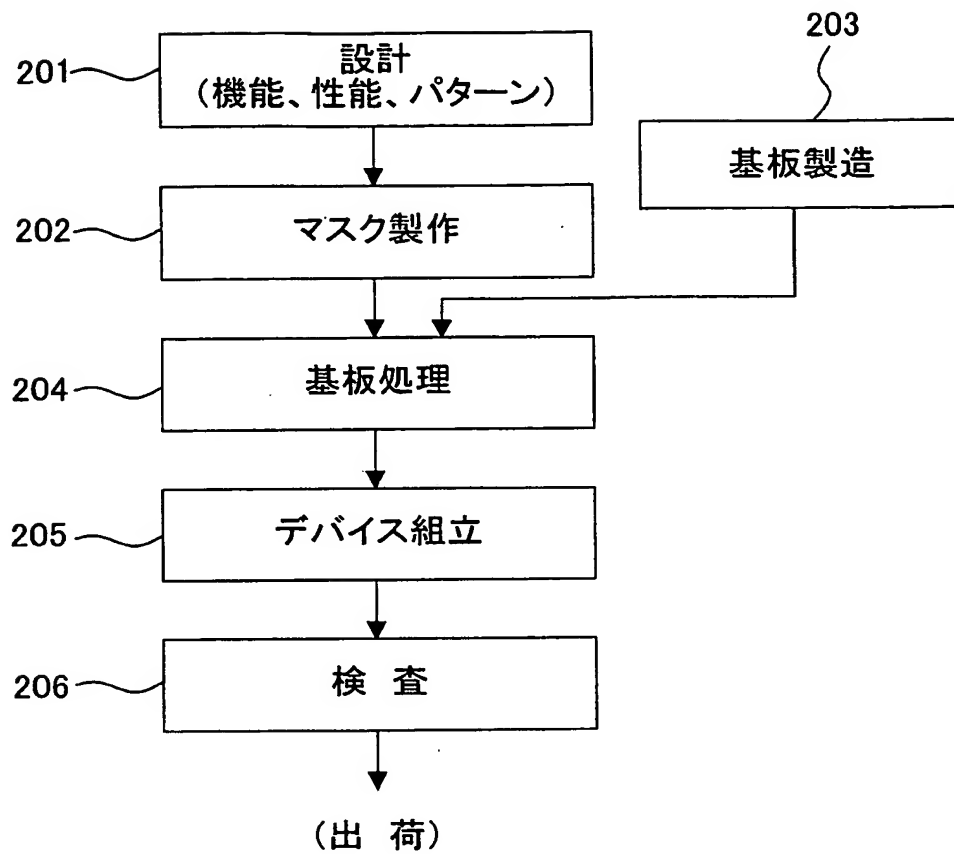 203
201
設計
(機能、性能、パターン)
基板製造
202
マスク製作
204
基板処理
205
デバイス組立
206
検 査
(出 荷)